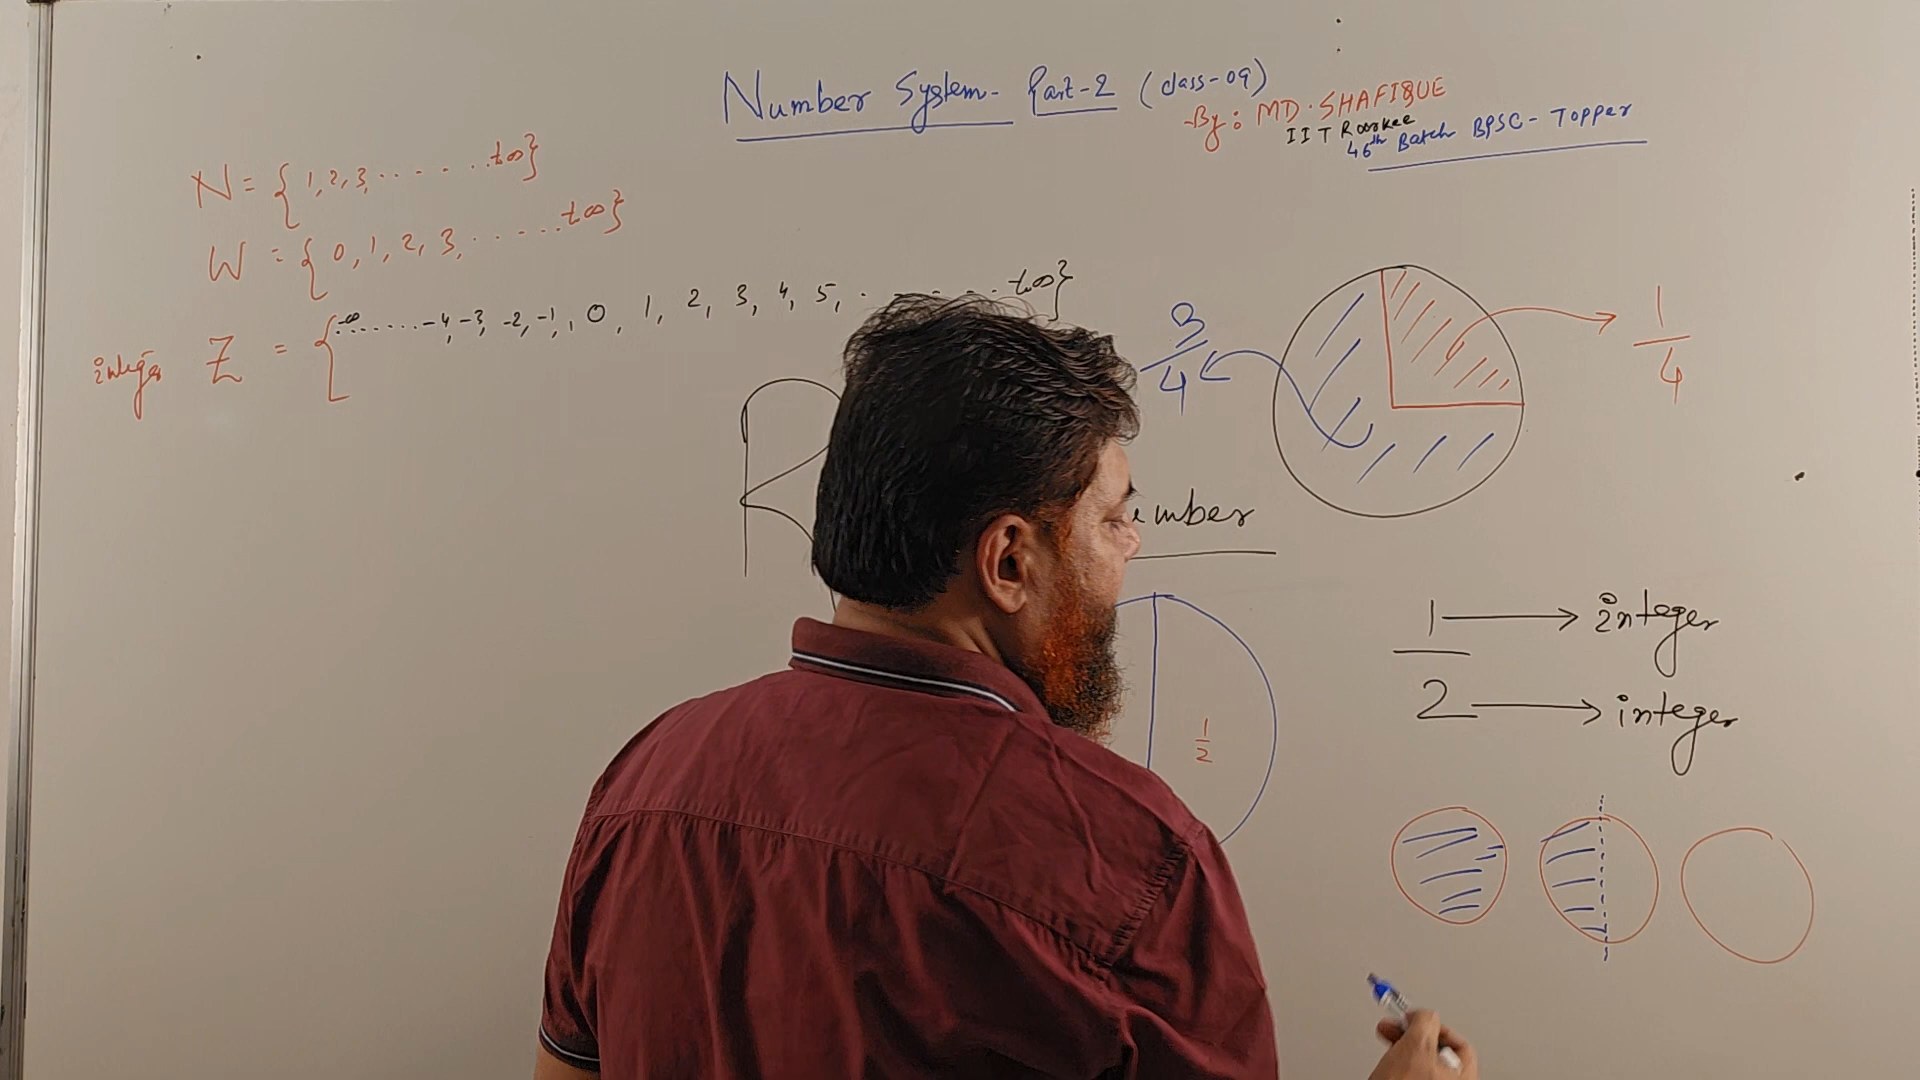 Number System - Part-2 (class-09)
By: MD. SHAFIQUE
IIT Roorkee
46th Batch BPSC - Topper
N = { 1, 2, 3, ....... to ∞}
W = { 0, 1, 2, 3, ....... to ∞}
integer Z = { -∞ ....... -4, -3, -2, -1, , 0, 1, 2, 3, 4, 5, ....... to ∞}
3/4
1/4
1/2
1 → integer
2 → integer